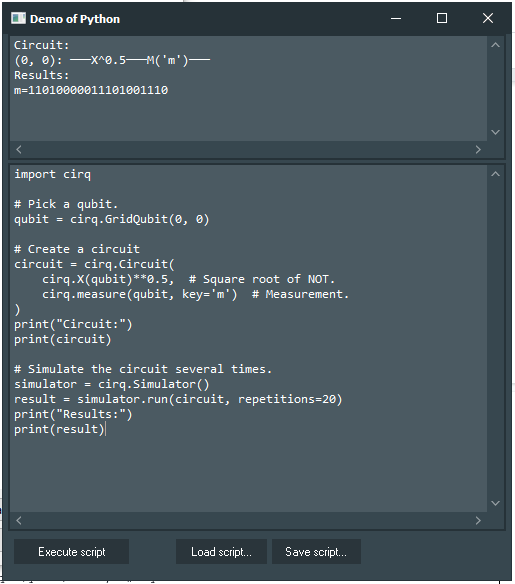 Demo of Python
Circuit:
(0, 0): ───X^0.5───M('m')───
Results:
m=11010000011101001110
import cirq
# Pick a qubit.
qubit = cirq.GridQubit(0, 0)
# Create a circuit
circuit = cirq.Circuit(
    cirq.X(qubit)**0.5,  # Square root of NOT.
    cirq.measure(qubit, key='m')  # Measurement.
)
print("Circuit:")
print(circuit)
# Simulate the circuit several times.
simulator = cirq.Simulator()
result = simulator.run(circuit, repetitions=20)
print("Results:")
print(result)
Execute script Load script... Save script...